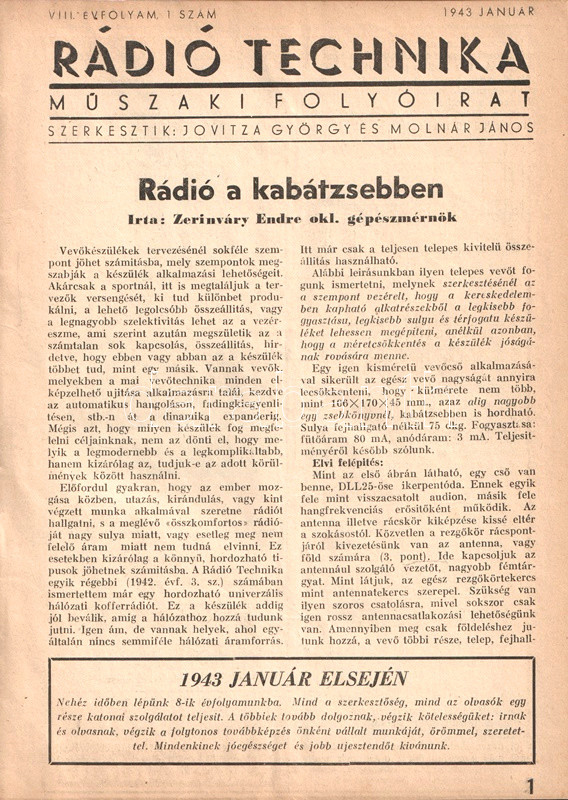 VIII. ÉVFOLYAM, 1 SZÁM
1943 JANUÁR
RÁDIÓ TECHNIKA
MŰSZAKI FOLYÓIRAT
SZERKESZTIK: JOVITZA GYÖRGY ÉS MOLNÁR JÁNOS
Rádió a kabátzsebben
Irta: Zerinváry Endre okl. gépészmérnök
Vevőkészülékek tervezésénél sokféle szem-
pont jöhet számításba, mely szempontok meg-
szabják a készülék alkalmazási lehetőségeit.
Akárcsak a sportnál, itt is megtaláljuk a ter-
vezők versengését, ki tud különbet produ-
kálni, a lehető legolcsóbb összeállítás, vagy
a legnagyobb szelektivitás lehet az a vezér-
eszme, ami szerint azután megszületik az a
számtalan sok kapcsolás, összeállítás, hir-
detve, hogy ebben vagy abban az a készülék
többet tud, mint egy másik. Vannak vevők,
melyekben a mai vevőtechnika minden el-
képzelhető ujítása alkalmazásra talál, kezdve
az automatikus hangoláson, fadingkiegyenlí-
tésen, stb-n át a dinamika expanderig.
Mégis azt, hogy milyen készülék fog megfe-
lelni céljainknak, nem az dönti el, hogy me-
lyik a legmodernebb és a legkomplikáltabb,
hanem kizárólag az, tudjuk-e az adott körül-
mények között használni.
Előfordul gyakran, hogy az ember moz-
gása közben, utazás, kirándulás, vagy kint
végzett munka alkalmával szeretne rádiót
hallgatni, s a meglévő «összkomfortos» rádió-
ját nagy sulya miatt, vagy esetleg meg nem
felelő áram miatt nem tudná elvinni. Ez
esetekben kizárólag a könnyű, hordozható ti-
pusok jöhetnek számításba. A Rádió Technika
egyik régebbi (1942. évf. 3. sz.) számában
ismertettem már egy hordozható univerzális
hálózati kofferrádiót. Ez a készülék addig
jól beválik, amig a hálózathoz hozzá tudunk
jutni. Igen ám, de vannak helyek, ahol egy-
általán nincs semmiféle hálózati áramforrás.
Itt már csak a teljesen telepes kivitelű össze-
állítás használható.
Alábbi leírásunkban ilyen telepes vevőt fo-
gunk ismertetni, melynek szerkesztésénél az
a szempont vezérelt, hogy a kereskedelem-
ben kapható alkatrészekből a legkisebb fo-
gyasztásu, legkisebb sulyu és térfogatu készü-
léket lehessen megépíteni, anélkül azonban,
hogy a méretcsökkentés a készülék jóságá-
nak rovására menne.
Egy igen kisméretű vevőcső alkalmazásá-
val sikerült az egész vevő nagyságát annyira
lecsökkenteni, hogy külmérete nem több,
mint 166×170×45 mm., azaz alig nagyobb
egy zsebkönyvnél, kabátzsebben is hordható.
Sulya fejhallgató nélkül 75 dkg. Fogyasztása:
fűtőáram 80 mA, anódáram: 3 mA. Teljesít-
ményéről később szólunk.
Elvi felépítés:
Mint az első ábrán látható, egy cső van
benne, DLL25-öse ikerpentóda. Ennek egyik
fele mint visszacsatolt audion, másik fele
hangfrekvenciás erősítőként működik. Az
antenna illetve rácskör kiképzése kissé eltér
a szokásostól. Közvetlen a rezgőkör rácspont-
járól kivezetésünk van az antenna, vagy
föld számára (3. pont). Ide kapcsoljuk az
antennául szolgáló vezetőt, nagyobb fémtár-
gyat. Mint látjuk, az egész rezgőkörtekercs
mint antennatekercs szerepel. Szükség van
ilyen szoros csatolásra, mivel sokszor csak
igen rossz antennacsatlakozási lehetőségünk
van. Amennyiben meg csak földeléshez ju-
tunk hozzá, a vevő többi része, telep, fejhall-
1943 JANUÁR ELSEJÉN
Nehéz időben lépünk 8-ik évfolyamunkba. Mind a szerkesztőség, mind az olvasók egy
része katonai szolgálatot teljesít. A többiek tovább dolgoznak, végzik kötelességüket: irnak
és olvasnak, végzik a folytonos továbbképzés önként vállalt munkáját, örömmel, szeretet-
tel. Mindenkinek jóegészséget és jobb ujesztendőt kivánunk.
1